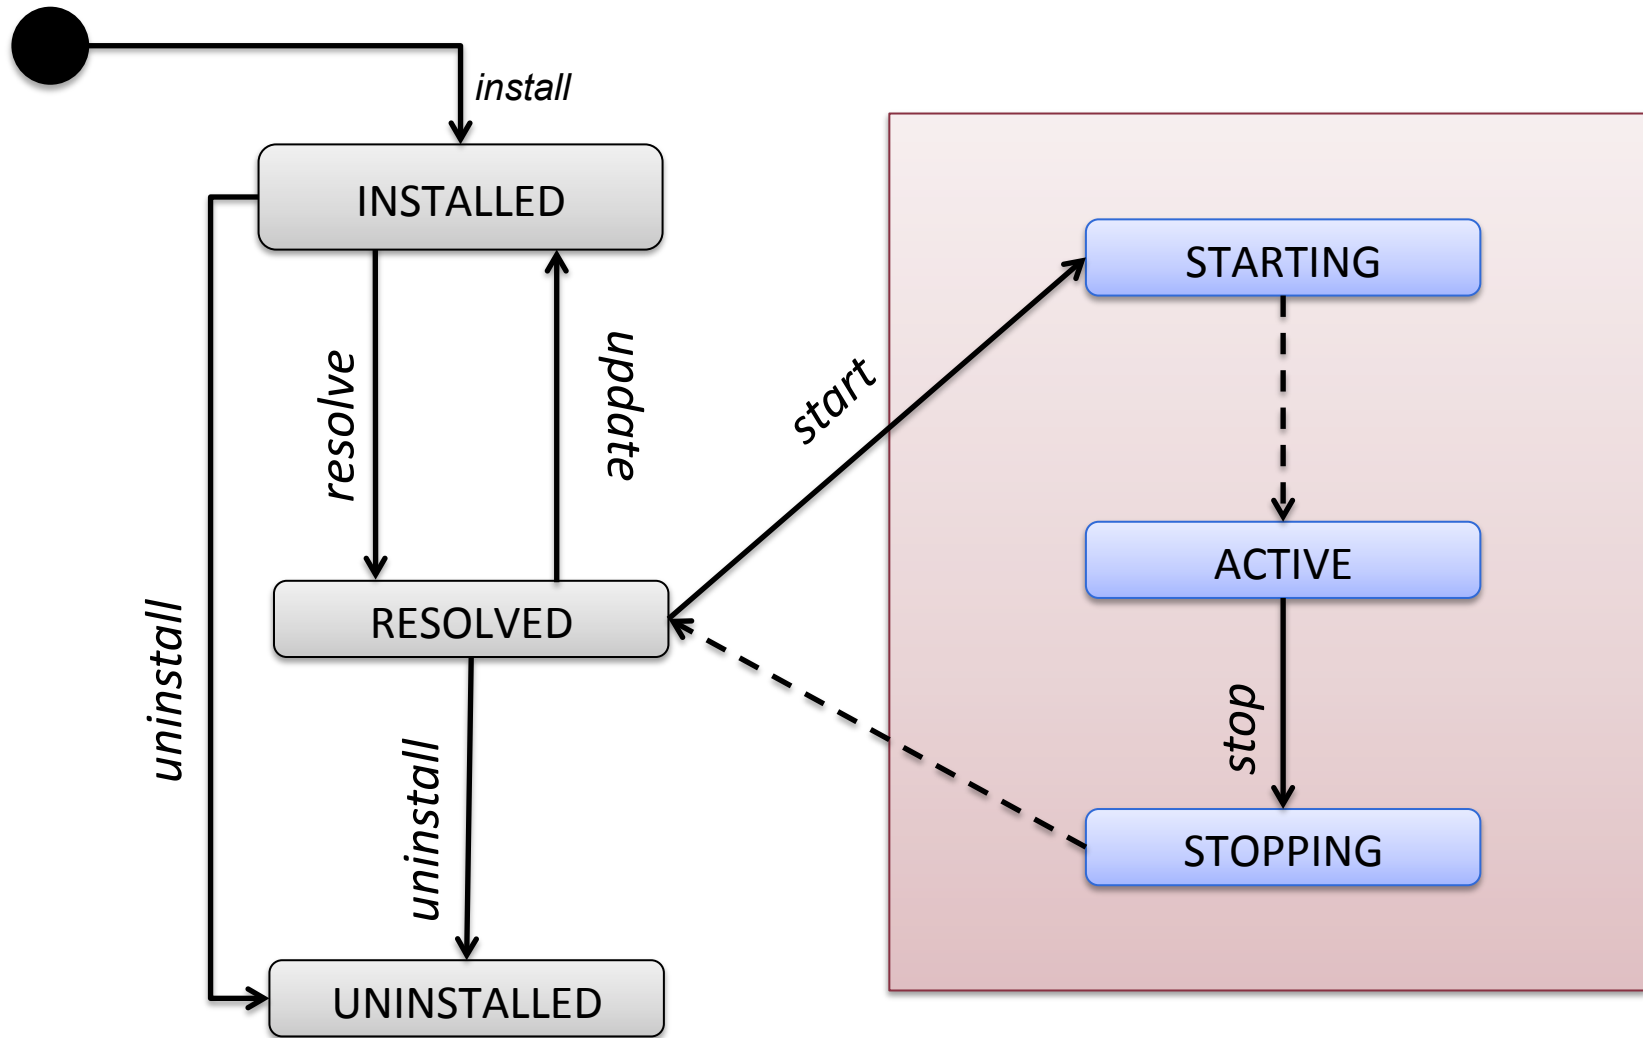 install
INSTALLED
STARTING
resolve
update
start
ACTIVE
RESOLVED
uninstall
uninstall
stop
STOPPING
UNINSTALLED